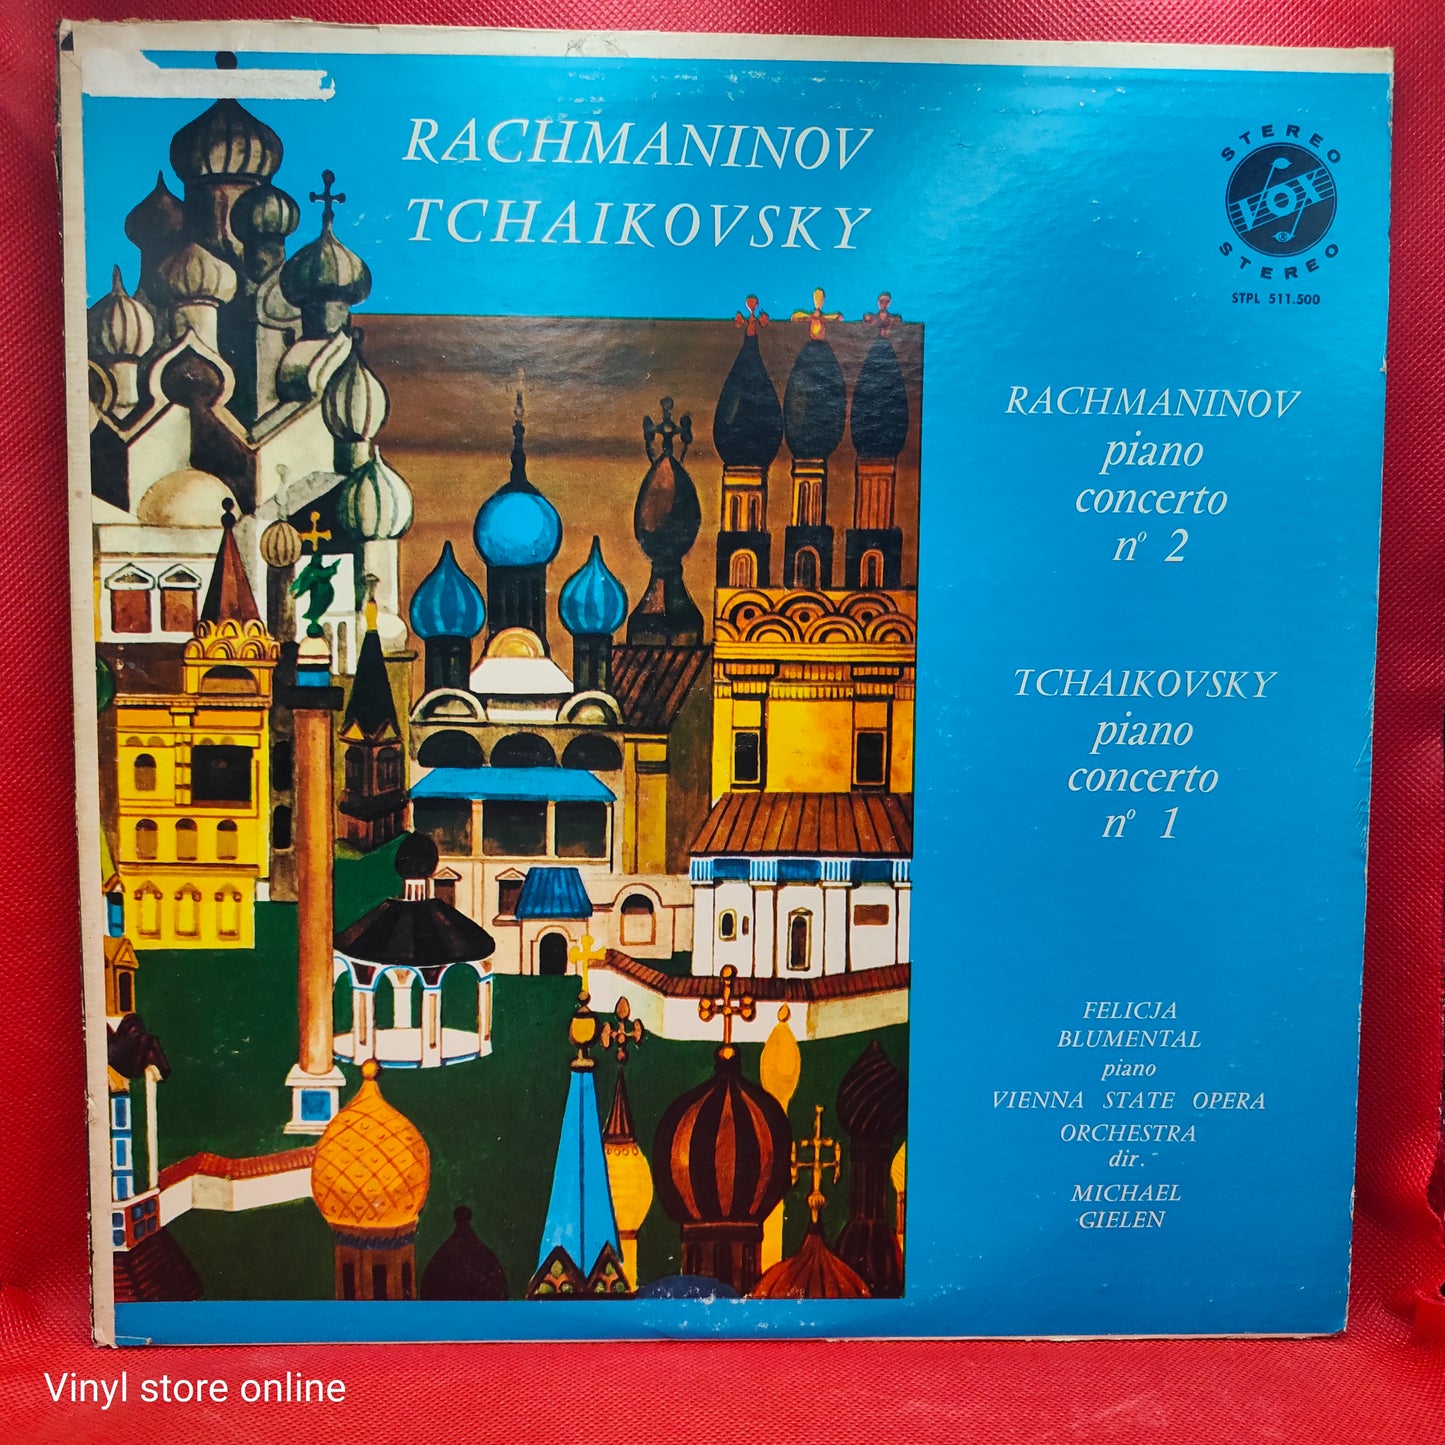 RACHMANINOV
TCHAIKOVSKY
STEREO
VOX
STEREO
STPL 511.500
RACHMANINOV
piano
concerto
nº 2
TCHAIKOVSKY
piano
concerto
nº 1
FELICJA
BLUMENTAL
piano
VIENNA STATE OPERA
ORCHESTRA
dir.
MICHAEL
GIELEN
Vinyl store online